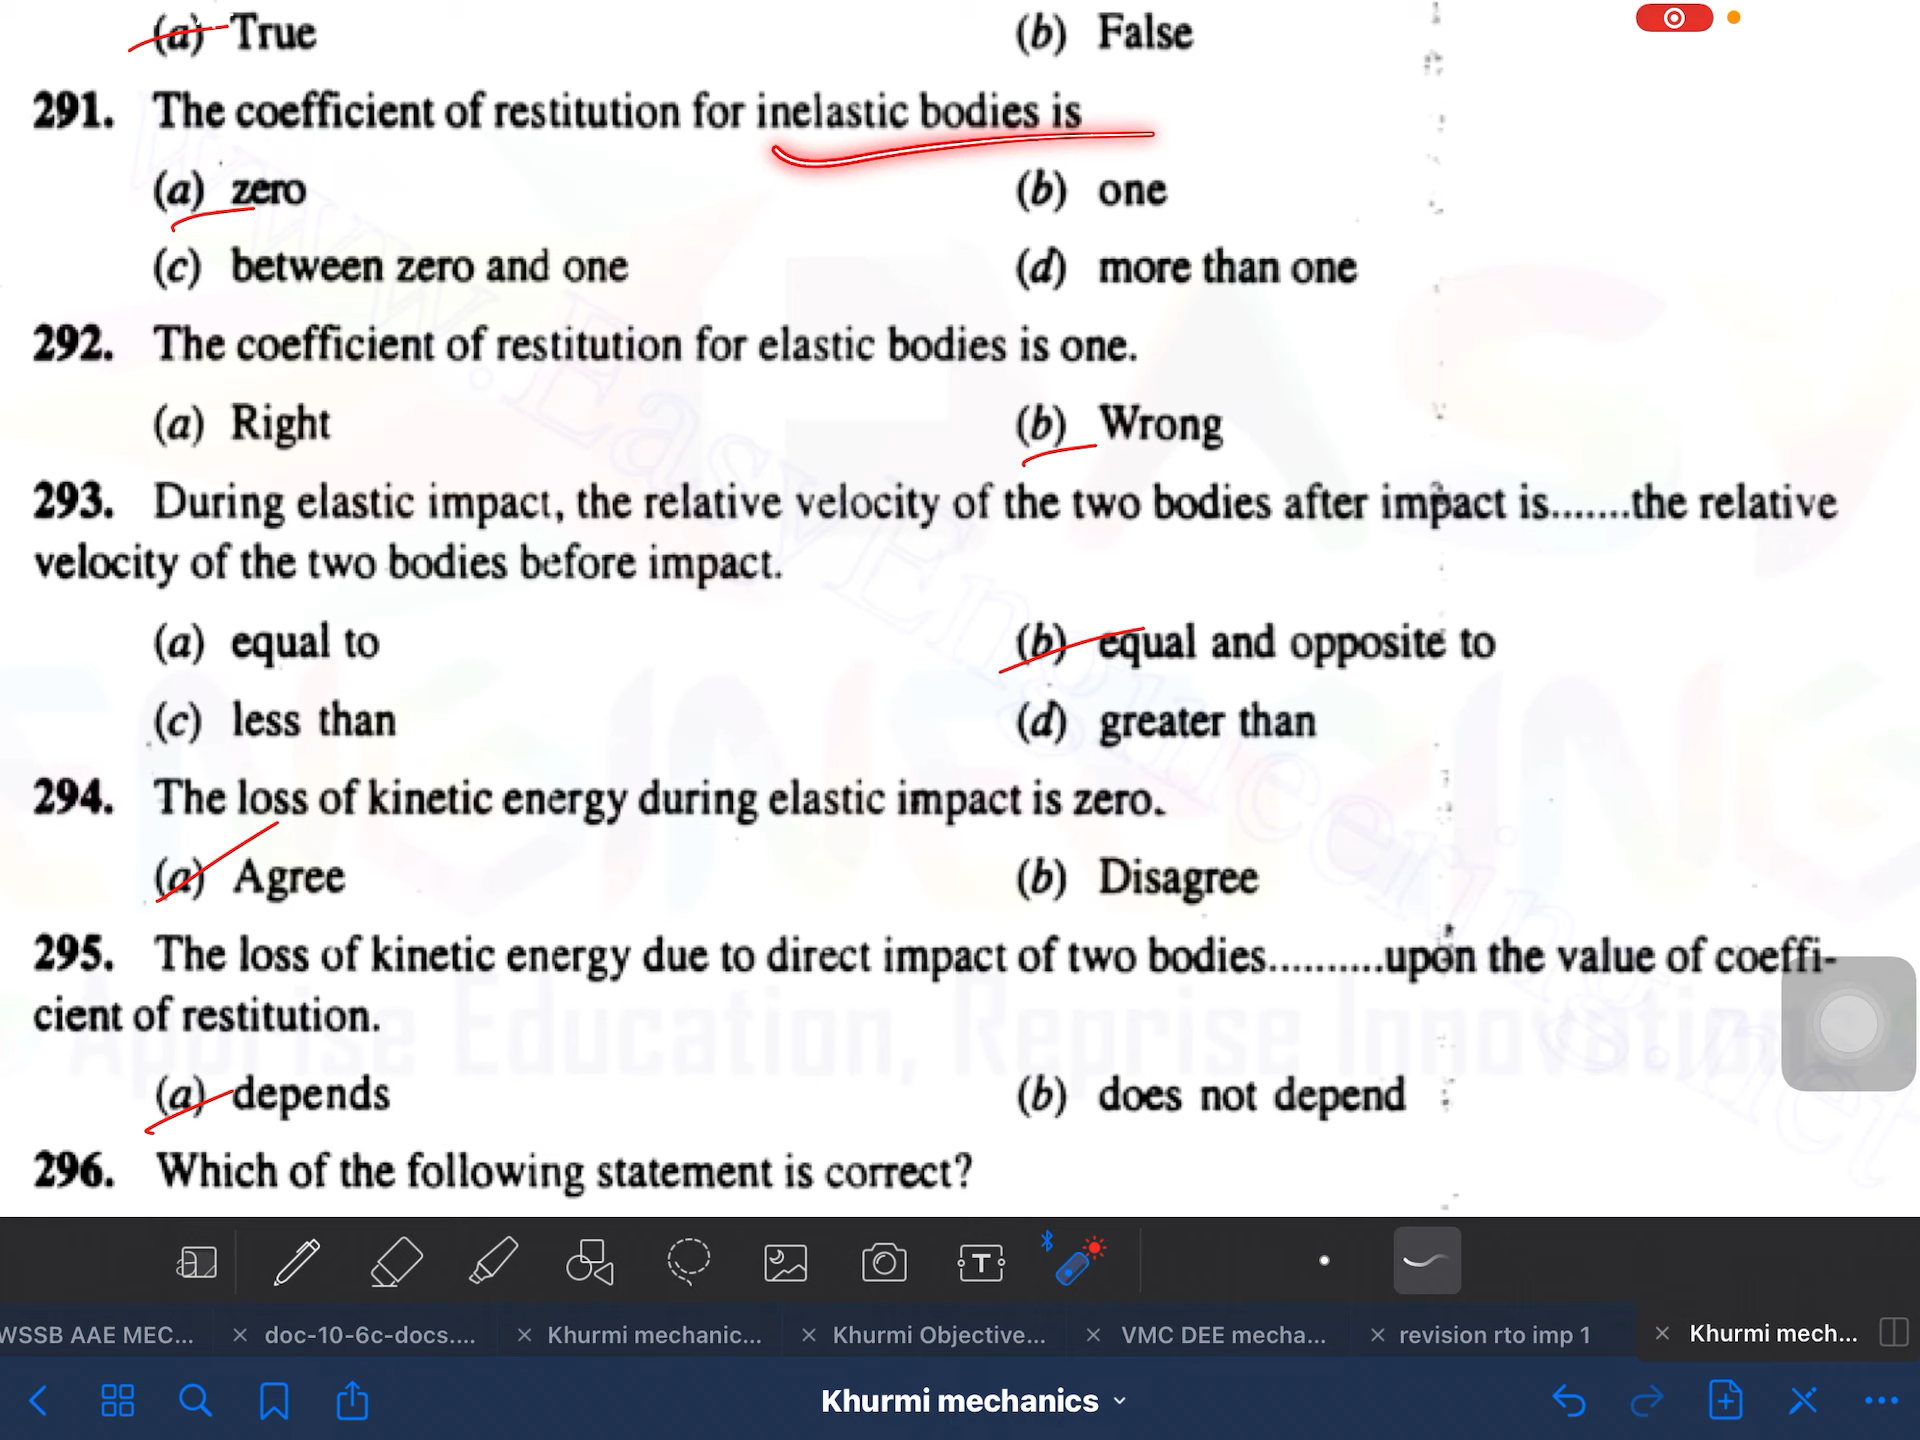 (a) True (b) False
291. The coefficient of restitution for inelastic bodies is
(a) zero (b) one
(c) between zero and one (d) more than one
292. The coefficient of restitution for elastic bodies is one.
(a) Right (b) Wrong
293. During elastic impact, the relative velocity of the two bodies after impact is.......the relative
velocity of the two bodies before impact.
(a) equal to (b) equal and opposite to
(c) less than (d) greater than
294. The loss of kinetic energy during elastic impact is zero.
(a) Agree (b) Disagree
295. The loss of kinetic energy due to direct impact of two bodies..........upon the value of coeffi-
cient of restitution.
(a) depends (b) does not depend
296. Which of the following statement is correct?
WSSB AAE MEC... × doc-10-6c-docs.... × Khurmi mechanic... × Khurmi Objective... × VMC DEE mecha... × revision rto imp 1 × Khurmi mech...
Khurmi mechanics